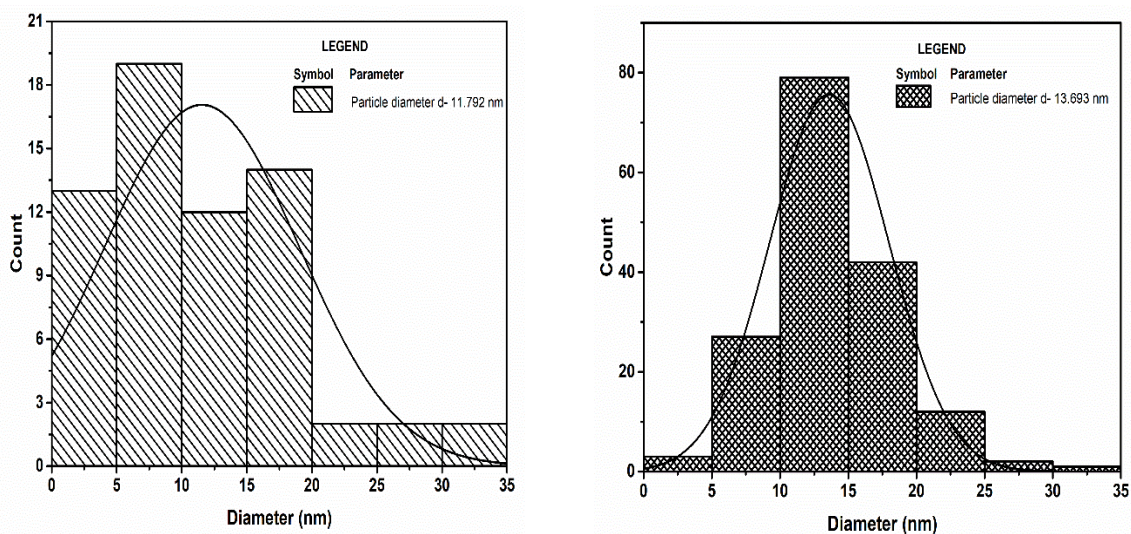 21
18
15
12
9
6
3
0
Count
LEGEND
Symbol Parameter
Particle diameter d- 11.792 nm
0 5 10 15 20 25 30 35
Diameter (nm)
80
60
40
20
0
Count
LEGEND
Symbol Parameter
Particle diameter d- 13.693 nm
0 5 10 15 20 25 30 35
Diameter (nm)